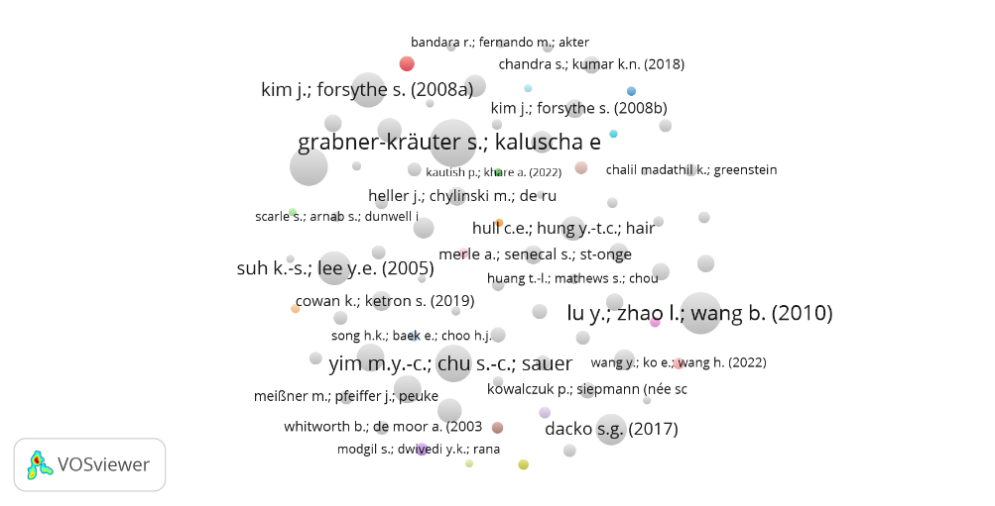 bandara r.; fernando m.; akter
chandra s.; kumar k.n. (2018)
kim j.; forsythe s. (2008a)
kim j.; forsythe s. (2008b)
grabner-kräuter s.; kaluscha e
kautish p.; khare a. (2022)
chalil madathil k.; greenstein
heller j.; chylinski m.; de ru
scarle s.; arnab s.; dunwell i
hull c.e.; hung y.-t.c.; hair
merle a.; senecal s.; st-onge
suh k.-s.; lee y.e. (2005)
huang t.-l.; mathews s.; chou
cowan k.; ketron s. (2019)
lu y.; zhao l.; wang b. (2010)
song h.k.; baek e.; choo h.j.
yim m.y.-c.; chu s.-c.; sauer
wang y.; ko e.; wang h. (2022)
meißner m.; pfeiffer j.; peuke
kowalczuk p.; siepmann (née sc
whitworth b.; de moor a. (2003
dacko s.g. (2017)
modgil s.; dwivedi y.k.; rana
VOSviewer